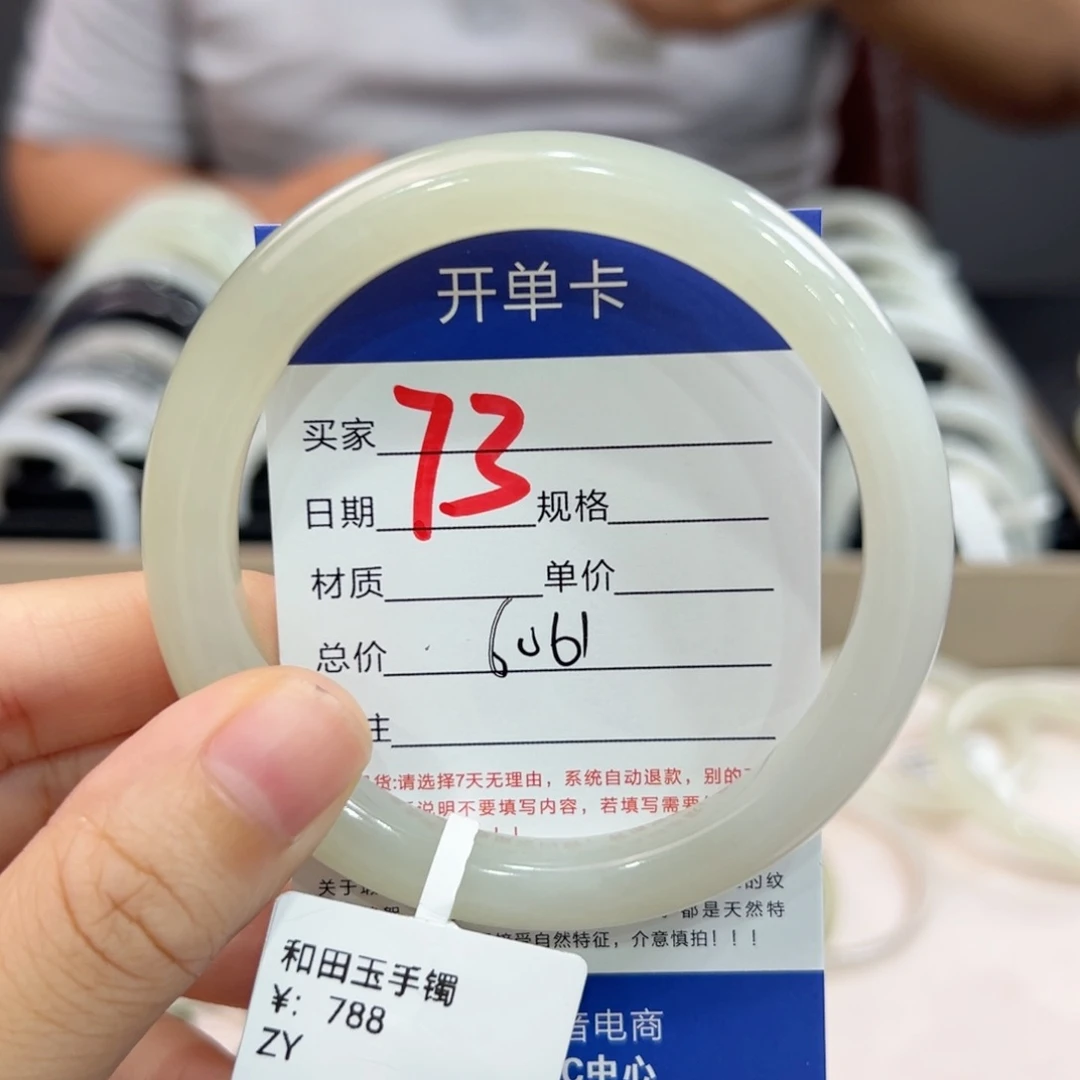 开单卡
买家 73
日期 规格
材质 单价
总价 6061
注
货:请选择7天无理由，系统自动退款，别的
说明不要填写内容，若填写需要
！！
关于
的纹
都是天然特
接受自然特征，介意慎拍！！！
和田玉手镯
¥: 788
ZY
音电商
C中心